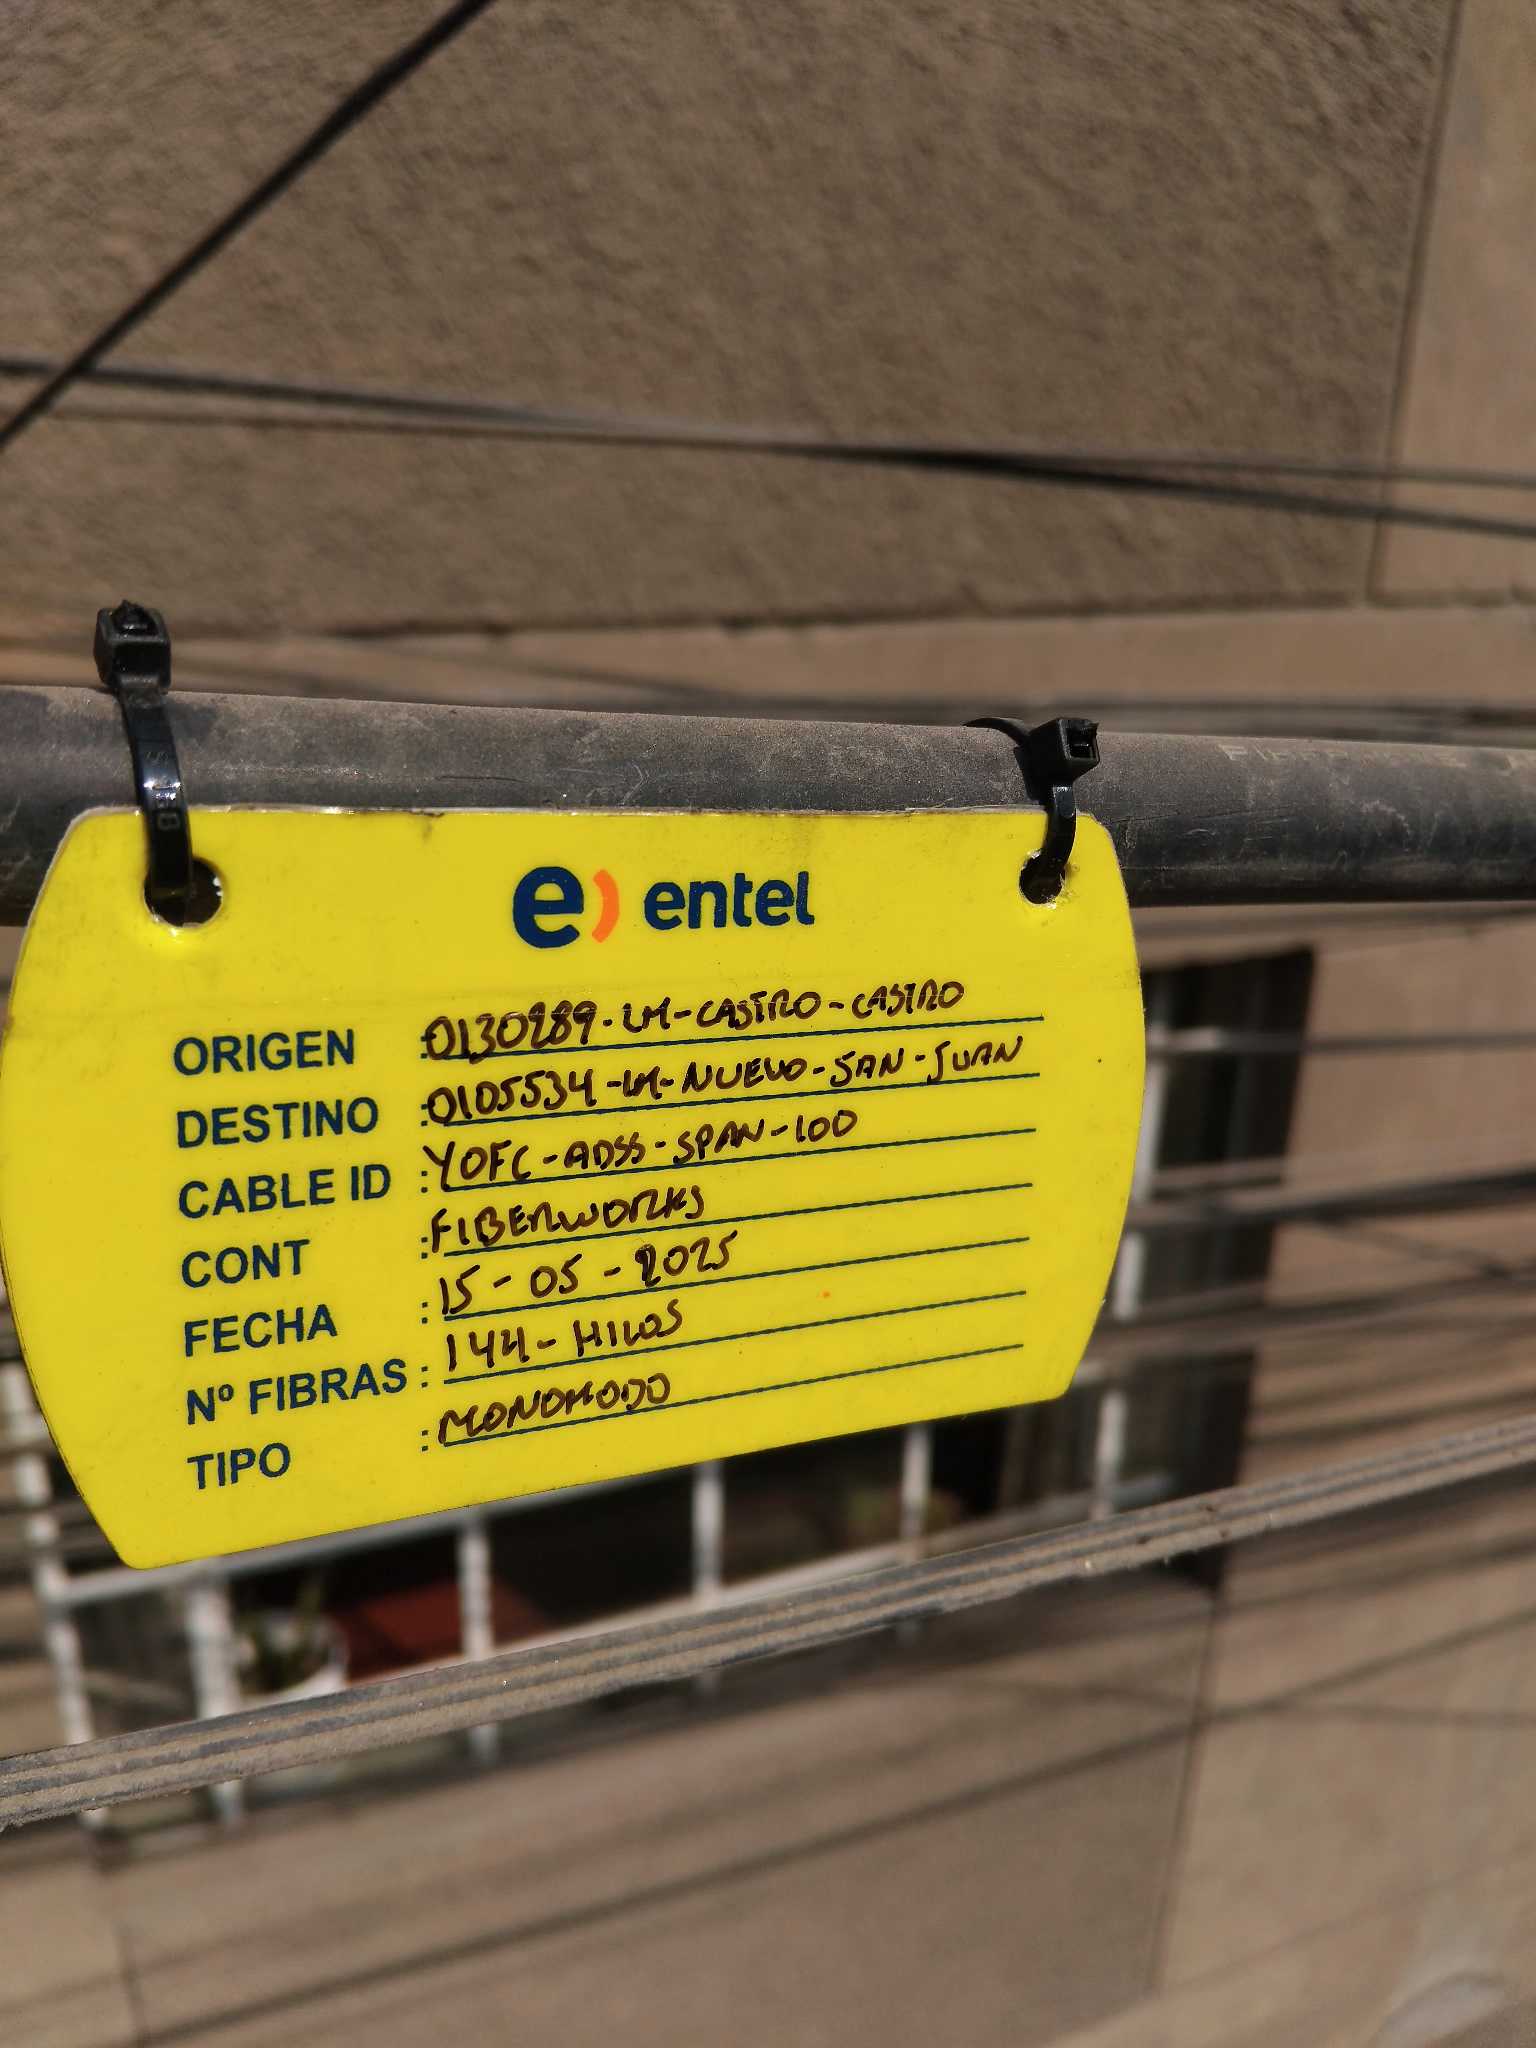 e) entel
ORIGEN : 0130289-LM-CASTRO-CASTRO
DESTINO : 0105534-LM-NUEVO-SAN-JUAN
CABLE ID : YOFC-ADSS-SPAN-100
CONT : FIBERWORKS
FECHA : 15-05-2025
Nº FIBRAS : 144-HILOS
TIPO : MONOMODO